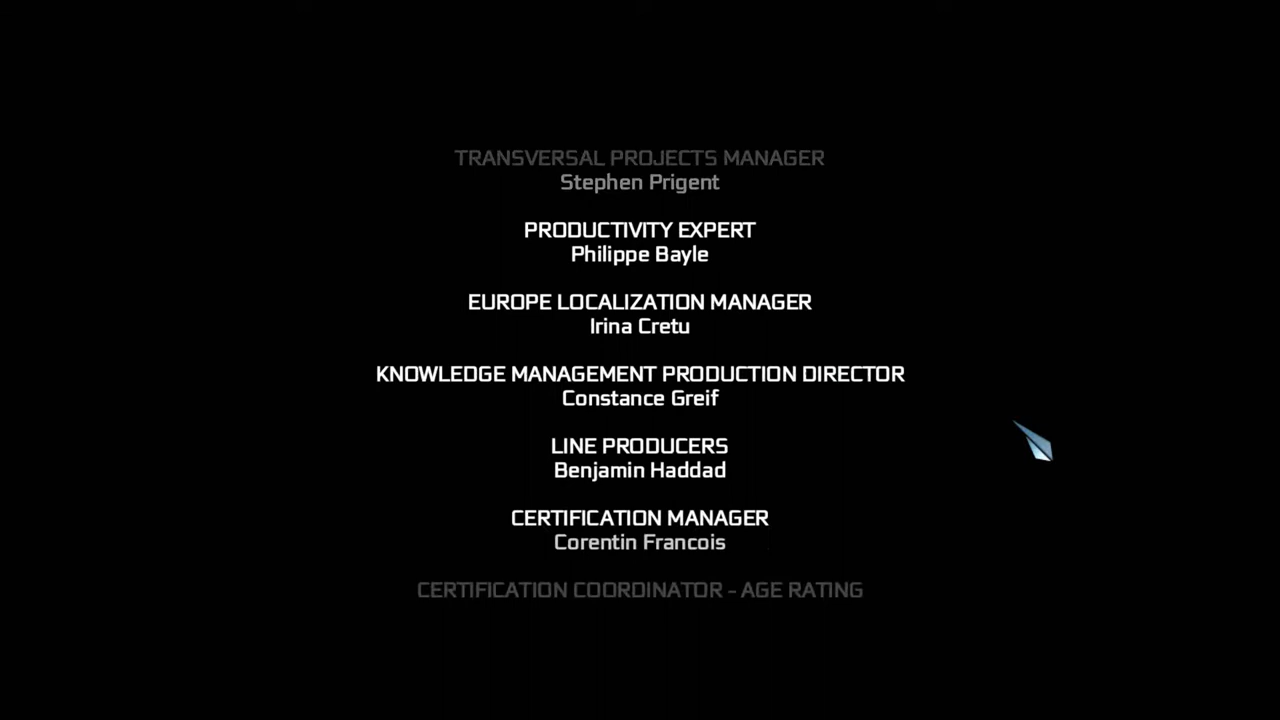 TRANSVERSAL PROJECTS MANAGER
Stephen Prigent
PRODUCTIVITY EXPERT
Philippe Bayle
EUROPE LOCALIZATION MANAGER
Irina Cretu
KNOWLEDGE MANAGEMENT PRODUCTION DIRECTOR
Constance Greif
LINE PRODUCERS
Benjamin Haddad
CERTIFICATION MANAGER
Corentin Francois
CERTIFICATION COORDINATOR - AGE RATING